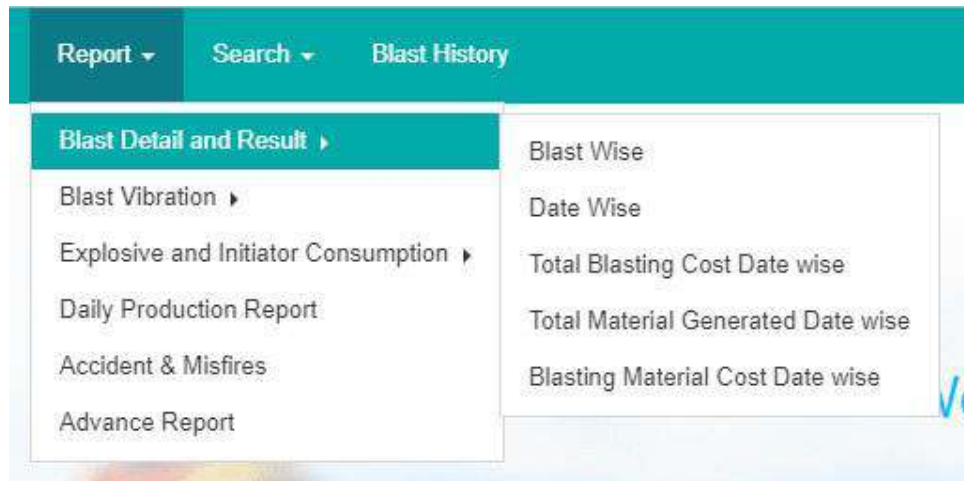 Report
Search
Blast History
Blast Detail and Result
Blast Vibration
Explosive and Initiator Consumption
Daily Production Report
Accident & Misfires
Advance Report
Blast Wise
Date Wise
Total Blasting Cost Date wise
Total Material Generated Date wise
Blasting Material Cost Date wise